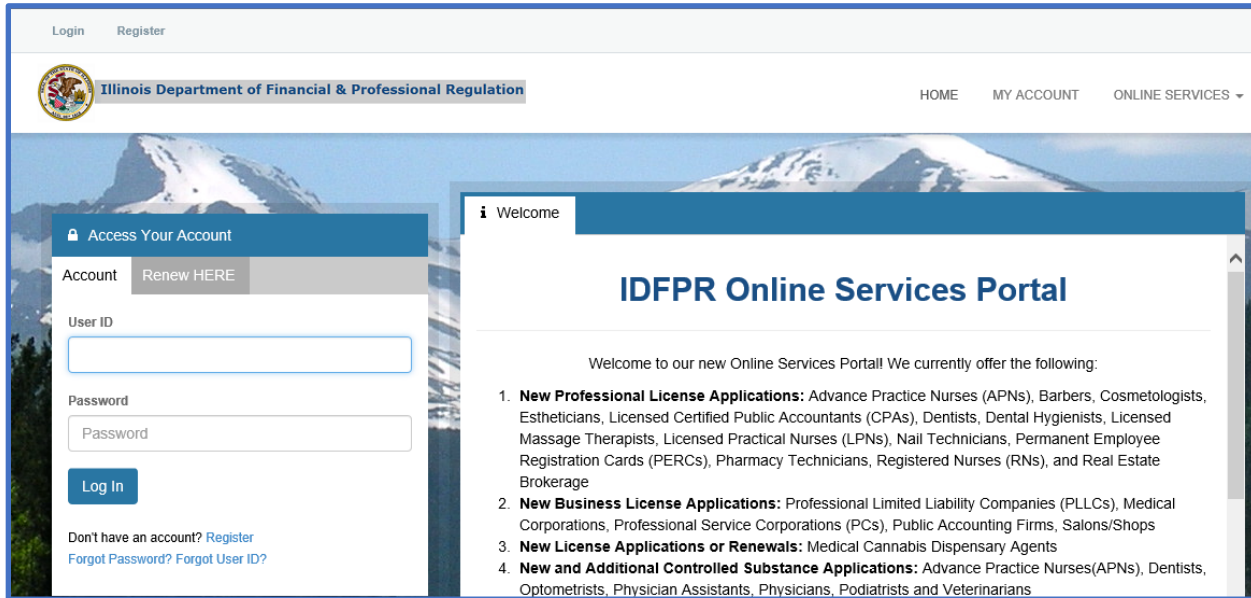 Login Register
Illinois Department of Financial & Professional Regulation
HOME MY ACCOUNT ONLINE SERVICES
Access Your Account
Account Renew HERE
User ID
Password
Password
Log In
Don't have an account? Register
Forgot Password? Forgot User ID?
Welcome
IDFPR Online Services Portal
Welcome to our new Online Services Portal! We currently offer the following:
1. New Professional License Applications: Advance Practice Nurses (APNs), Barbers, Cosmetologists,
Estheticians, Licensed Certified Public Accountants (CPAs), Dentists, Dental Hygienists, Licensed
Massage Therapists, Licensed Practical Nurses (LPNs), Nail Technicians, Permanent Employee
Registration Cards (PERCs), Pharmacy Technicians, Registered Nurses (RNs), and Real Estate
Brokerage
2. New Business License Applications: Professional Limited Liability Companies (PLLCs), Medical
Corporations, Professional Service Corporations (PCs), Public Accounting Firms, Salons/Shops
3. New License Applications or Renewals: Medical Cannabis Dispensary Agents
4. New and Additional Controlled Substance Applications: Advance Practice Nurses(APNs), Dentists,
Optometrists, Physician Assistants, Physicians, Podiatrists and Veterinarians